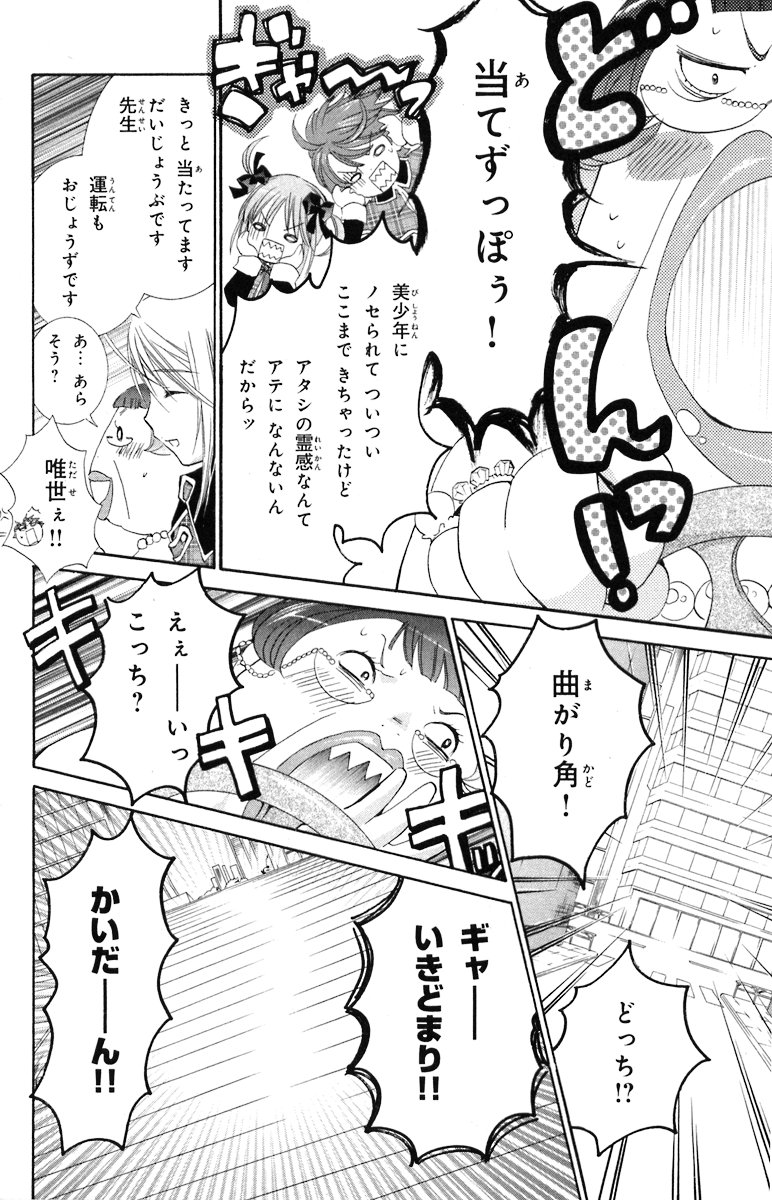 どーんっ!
当てずっぽぅ!
ギャ〜〜っ
美少年に
ノセられて ついつい
ここまで きちゃったけど
アタシの霊感なんて
アテに なんないん
だからッ
きっと 当たってます
だいじょうぶです
先生
運転も
おじょうずです
あ…あら
そう?
唯世ぇ!!
曲がり角!
どっち!?
えぇ――いっ
こっち?
キキキキッ
ギャ――
いきどまり!!
かいだ――ん!!